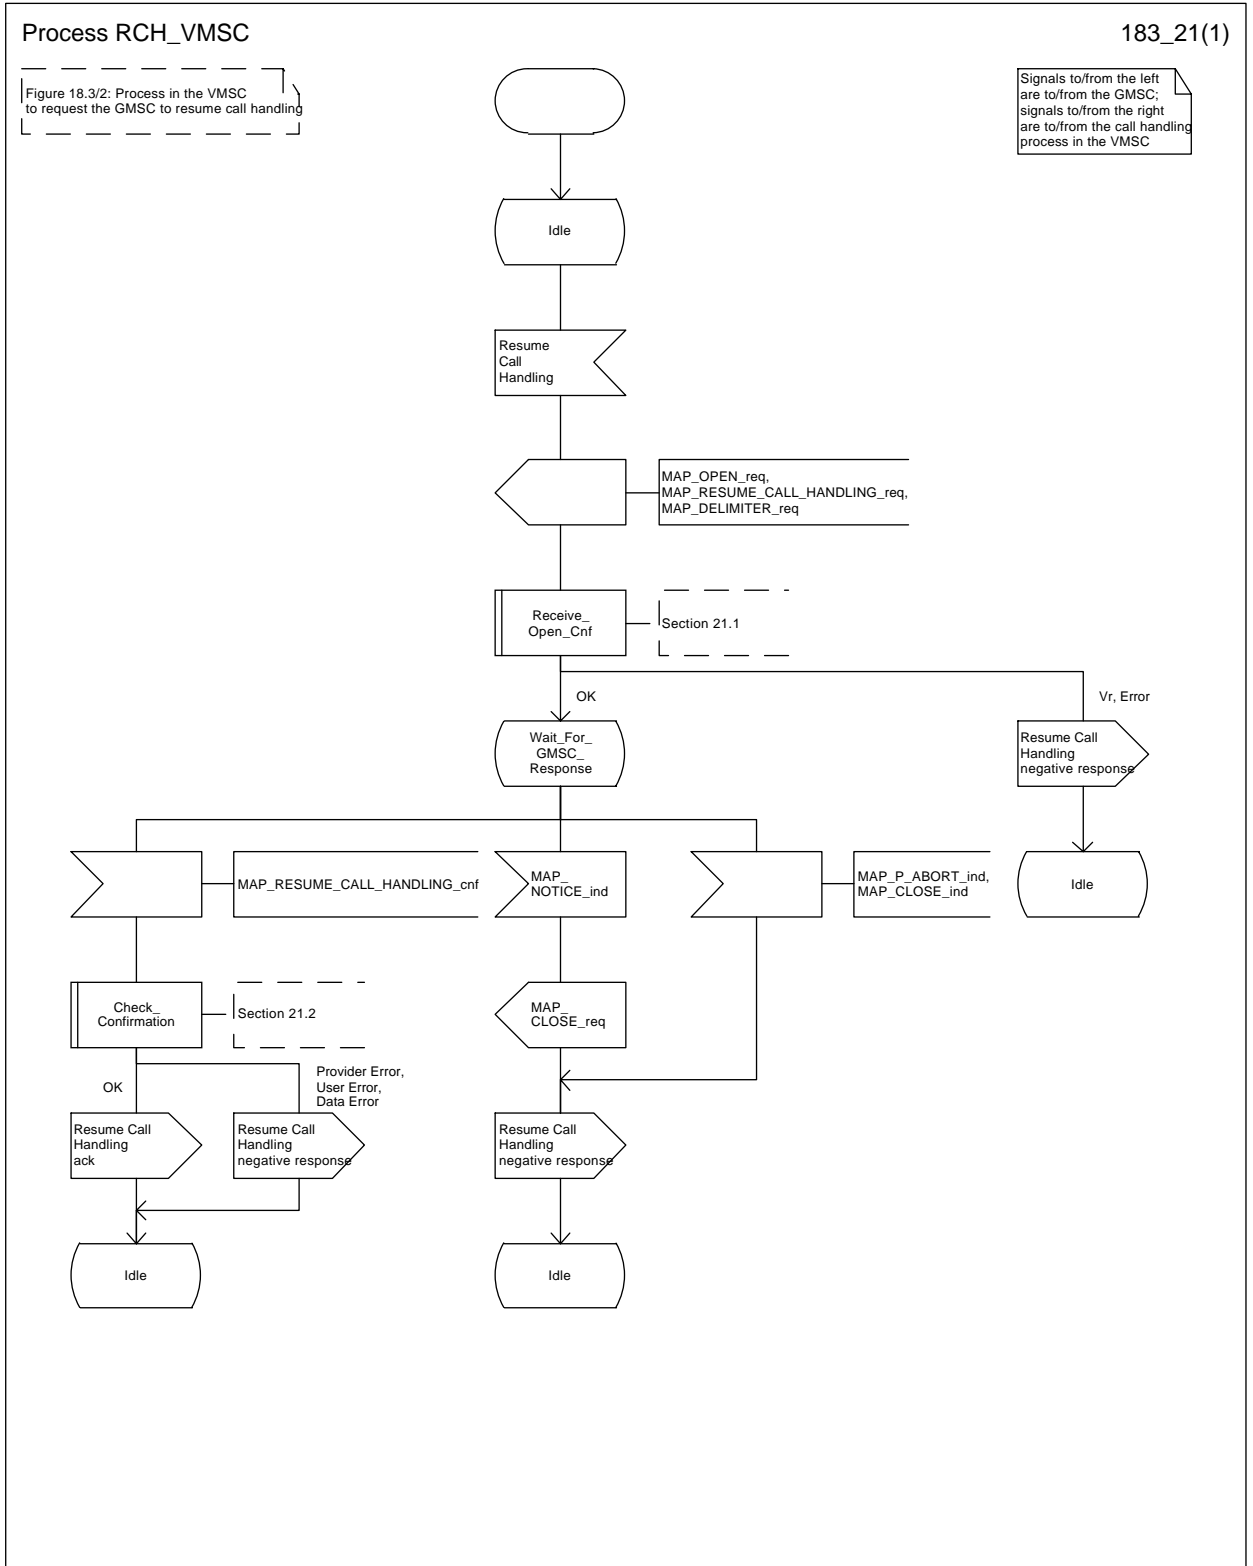 Process RCH_VMSC
183_21(1)
Figure 18.3/2: Process in the VMSC
to request the GMSC to resume call handling
Signals to/from the left
are to/from the GMSC;
signals to/from the right
are to/from the call handling
process in the VMSC
Idle
Resume
Call
Handling
MAP_OPEN_req,
MAP_RESUME_CALL_HANDLING_req,
MAP_DELIMITER_req
Receive_
Open_Cnf
Section 21.1
OK
Vr, Error
Wait_For_
GMSC_
Response
Resume Call
Handling
negative response
MAP_RESUME_CALL_HANDLING_cnf
MAP_
NOTICE_ind
MAP_P_ABORT_ind,
MAP_CLOSE_ind
Idle
Check_
Confirmation
Section 21.2
MAP_
CLOSE_req
OK
Provider Error,
User Error,
Data Error
Resume Call
Handling
ack
Resume Call
Handling
negative response
Resume Call
Handling
negative response
Idle
Idle